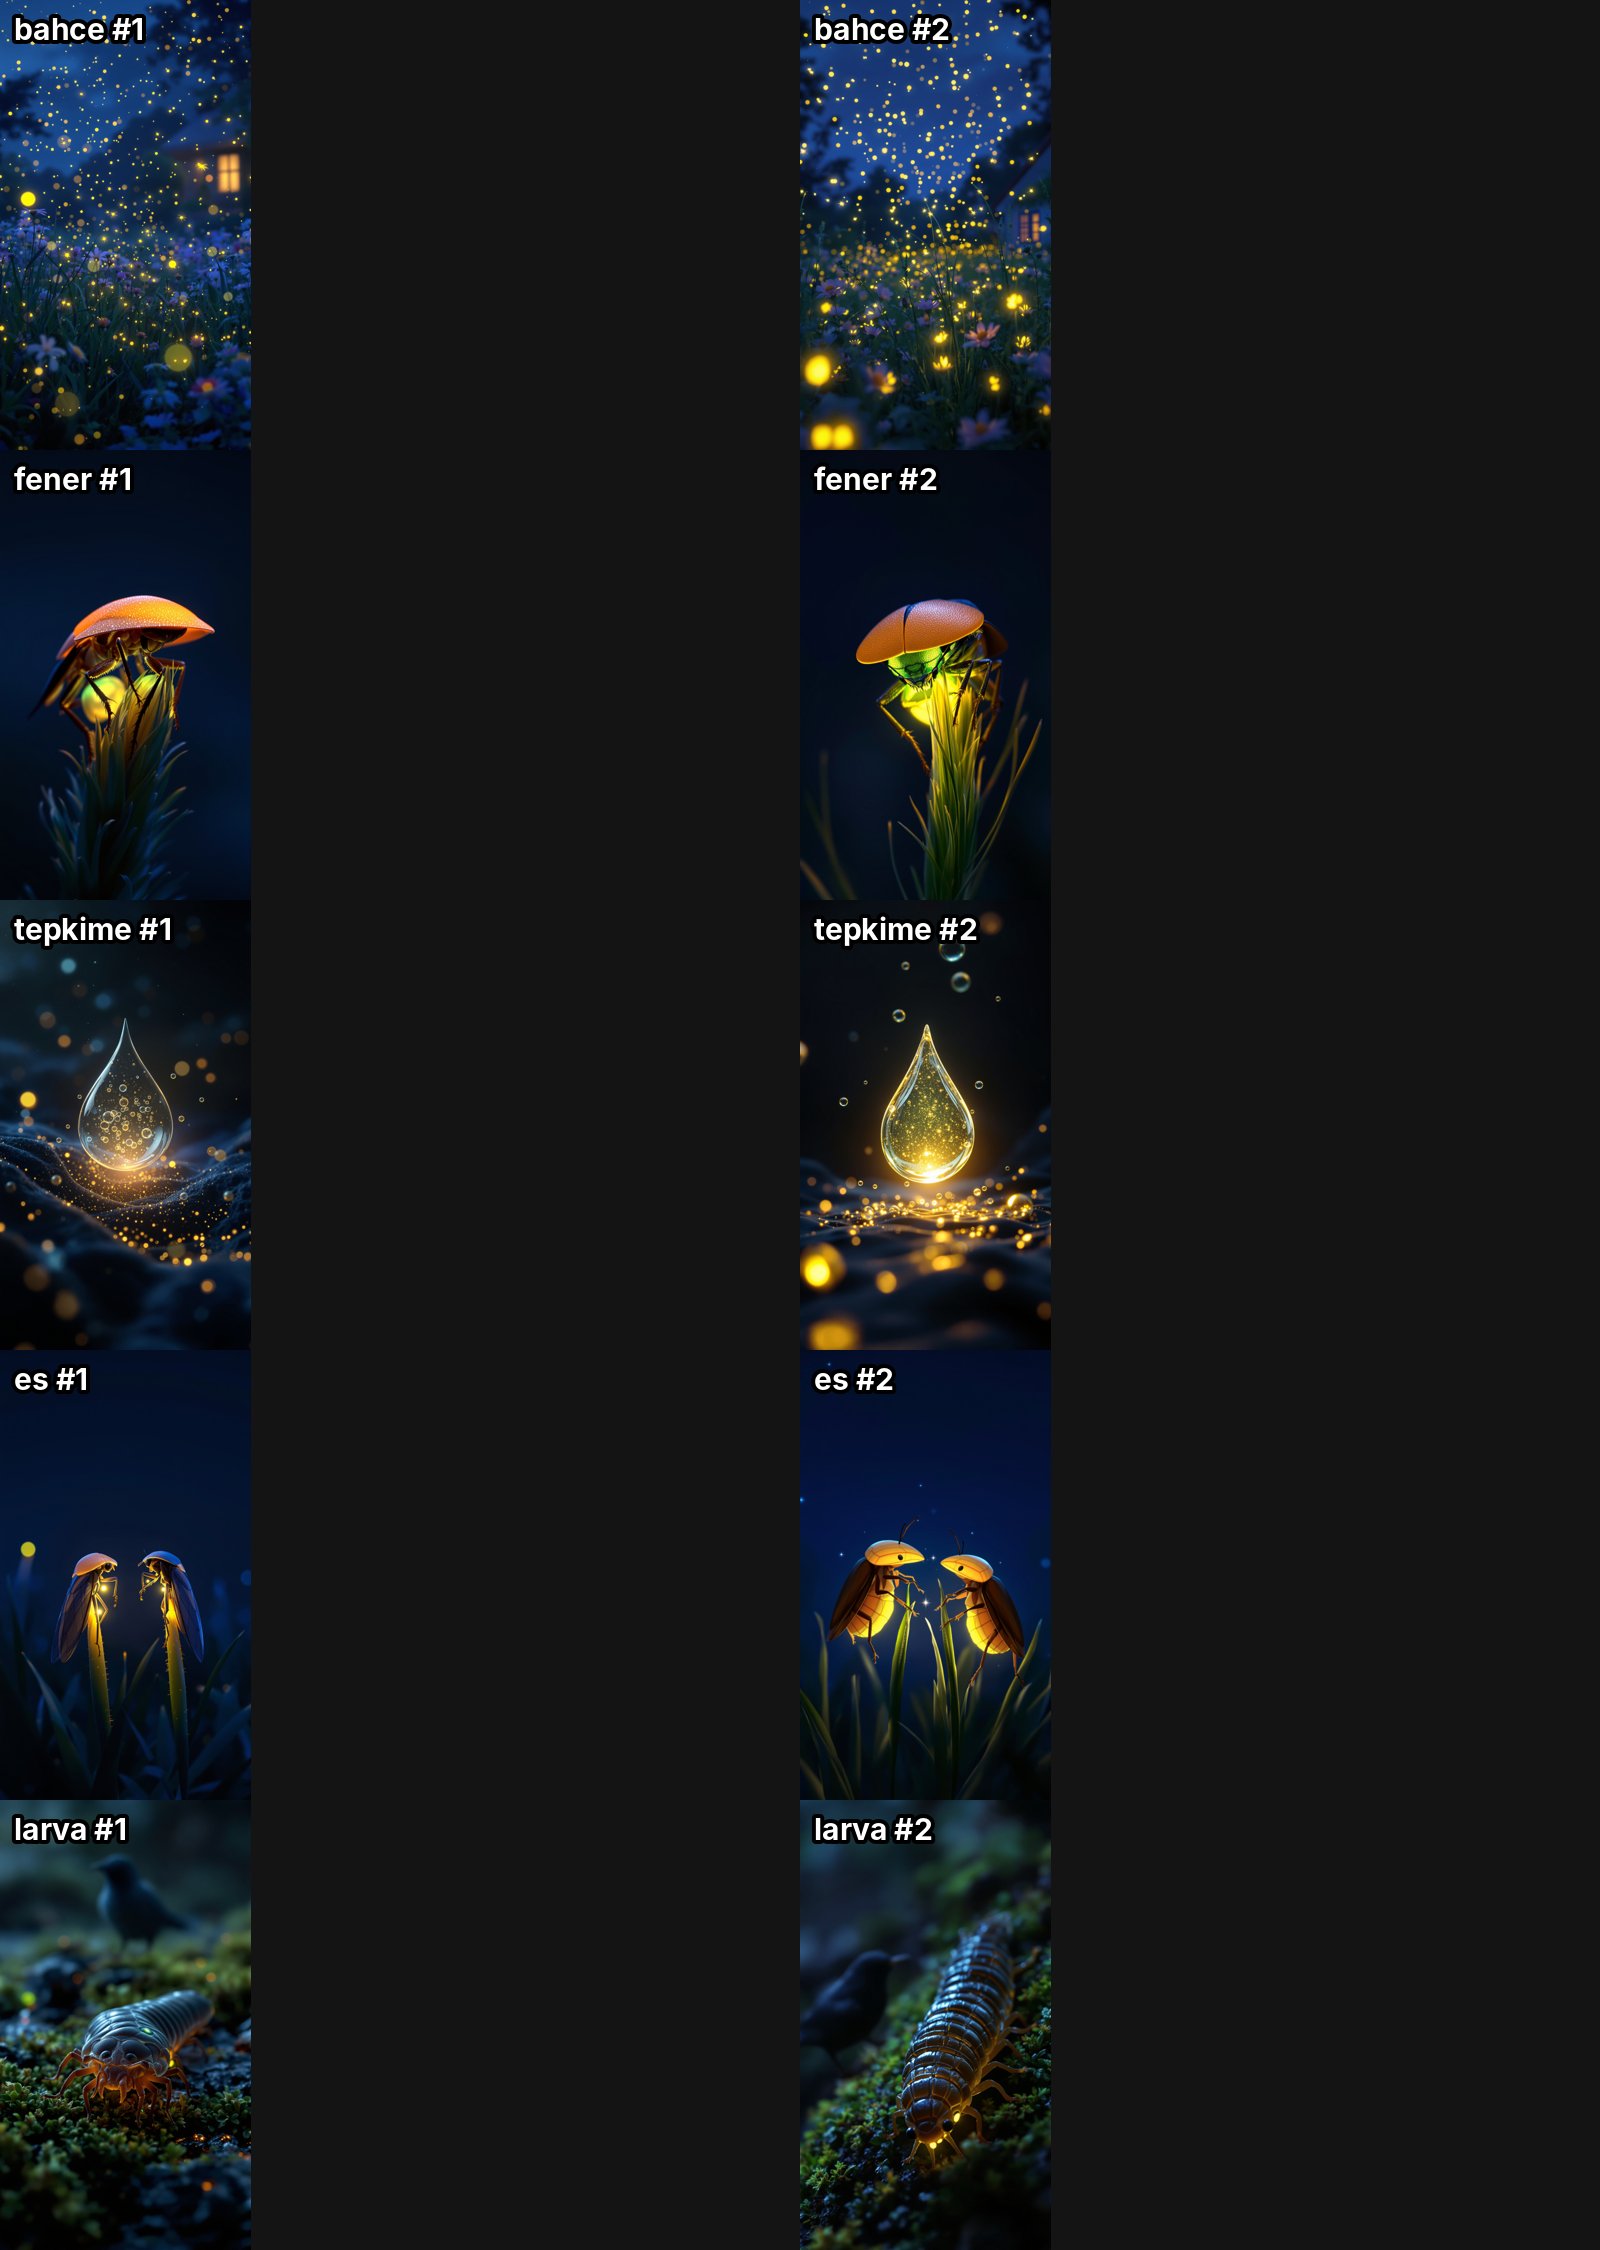 bahce #1
bahce #2
fener #1
fener #2
tepkime #1
tepkime #2
es #1
es #2
larva #1
larva #2